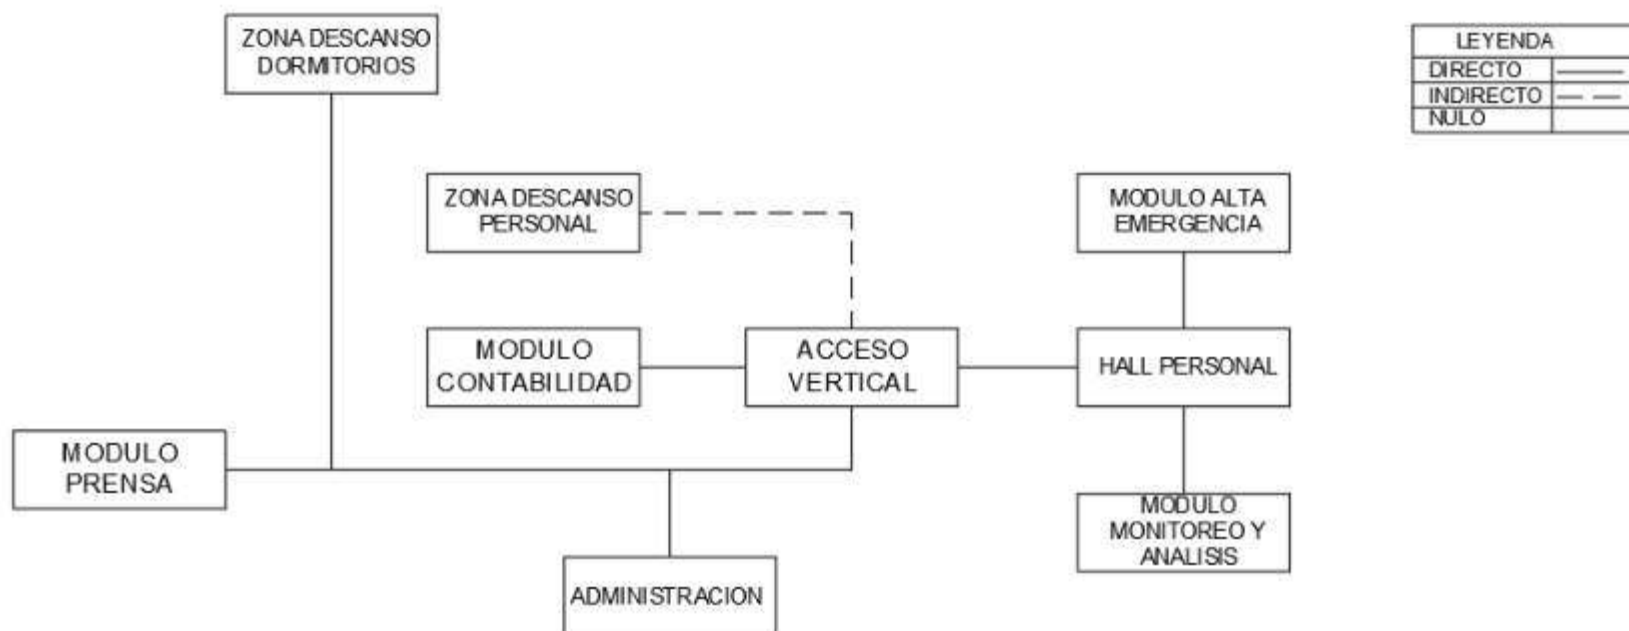 ZONA DESCANSO
DORMITORIOS
LEYENDA
DIRECTO
INDIRECTO
NULO
ZONA DESCANSO
PERSONAL
MODULO ALTA
EMERGENCIA
MODULO
CONTABILIDAD
ACCESO
VERTICAL
HALL PERSONAL
MODULO
PRENSA
MODULO
MONITOREO Y
ANALISIS
ADMINISTRACION